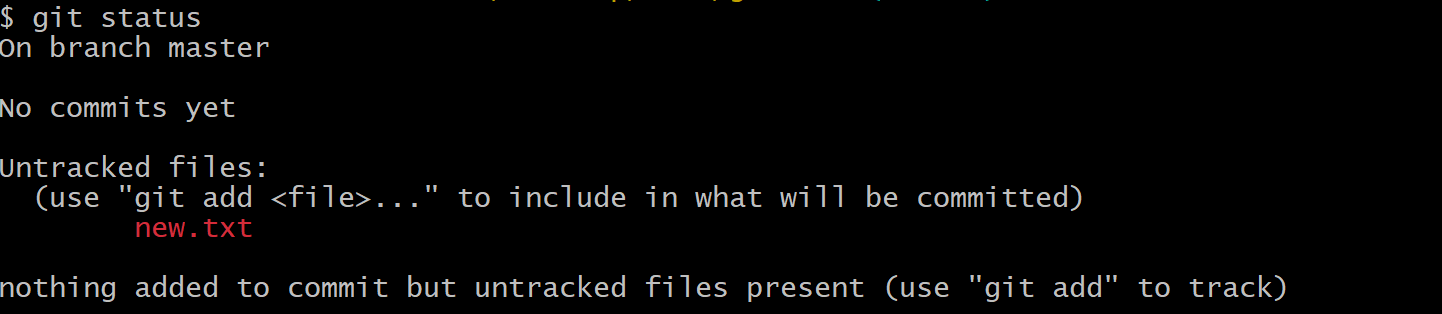 $ git status
On branch master
No commits yet
Untracked files:
(use "git add <file>..." to include in what will be committed)
new.txt
nothing added to commit but untracked files present (use "git add" to track)